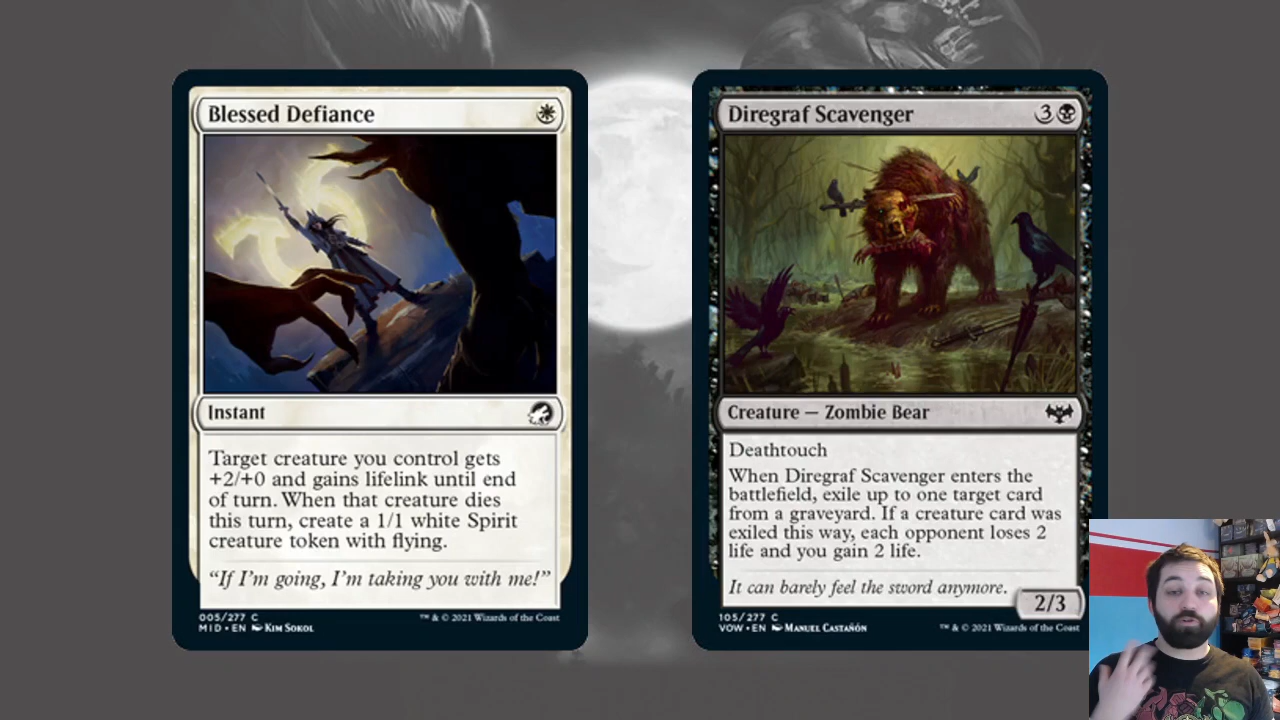 Blessed Defiance
Instant
Target creature you control gets
+2/+0 and gains lifelink until end
of turn. When that creature dies
this turn, create a 1/1 white Spirit
creature token with flying.
“If I’m going, I’m taking you with me!”
005/277 C
MID • EN KIM SOKOL
™ & © 2021 Wizards of the Coast
Diregraf Scavenger 3
Creature — Zombie Bear
Deathtouch
When Diregraf Scavenger enters the
battlefield, exile up to one target card
from a graveyard. If a creature card was
exiled this way, each opponent loses 2
life and you gain 2 life.
It can barely feel the sword anymore.
2/3
105/277 C
VOW • EN MANUEL CASTAÑÓN
™ & © 2021 Wizards of the Coast